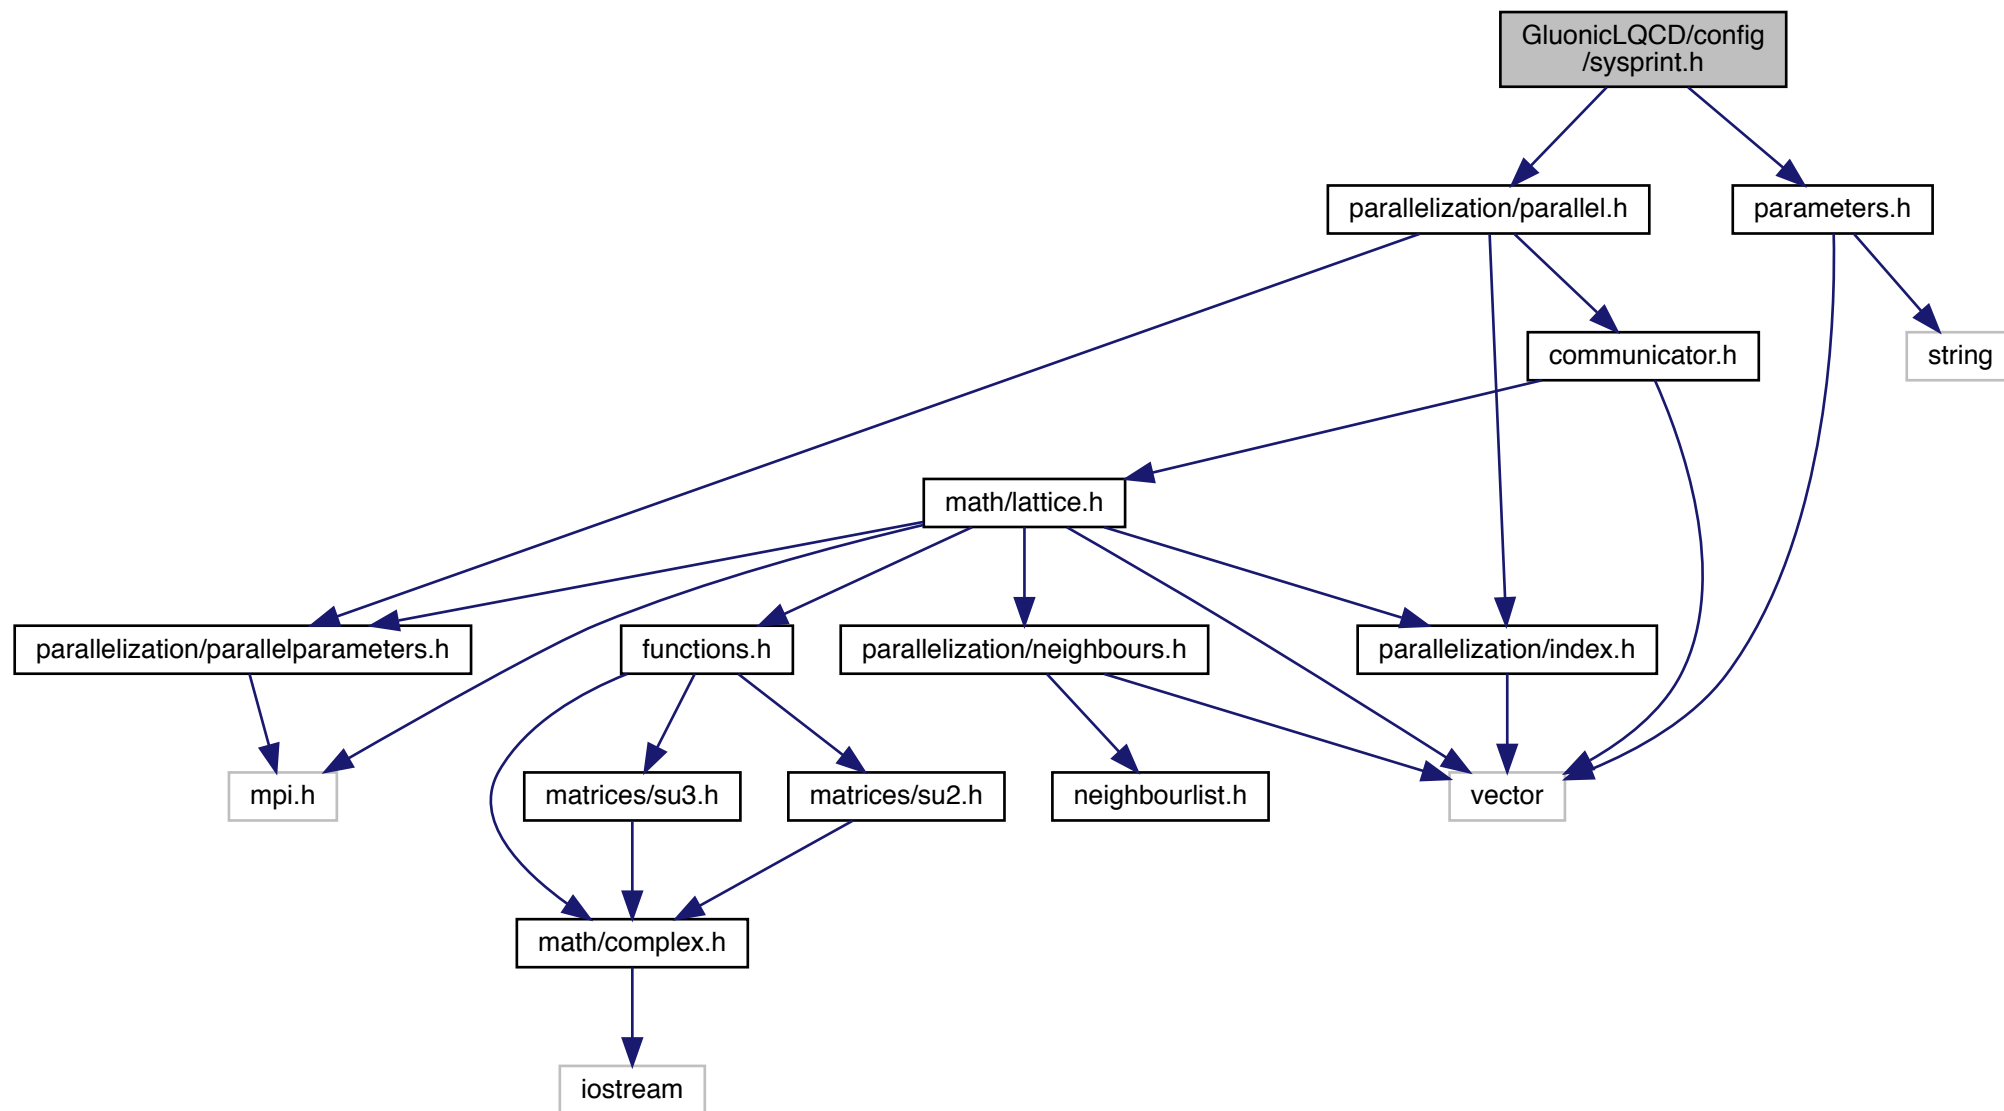 GluonicLQCD/config
/sysprint.h
parallelization/parallel.h
parameters.h
communicator.h
string
math/lattice.h
parallelization/parallelparameters.h
functions.h
parallelization/neighbours.h
parallelization/index.h
mpi.h
matrices/su3.h
matrices/su2.h
neighbourlist.h
vector
math/complex.h
iostream